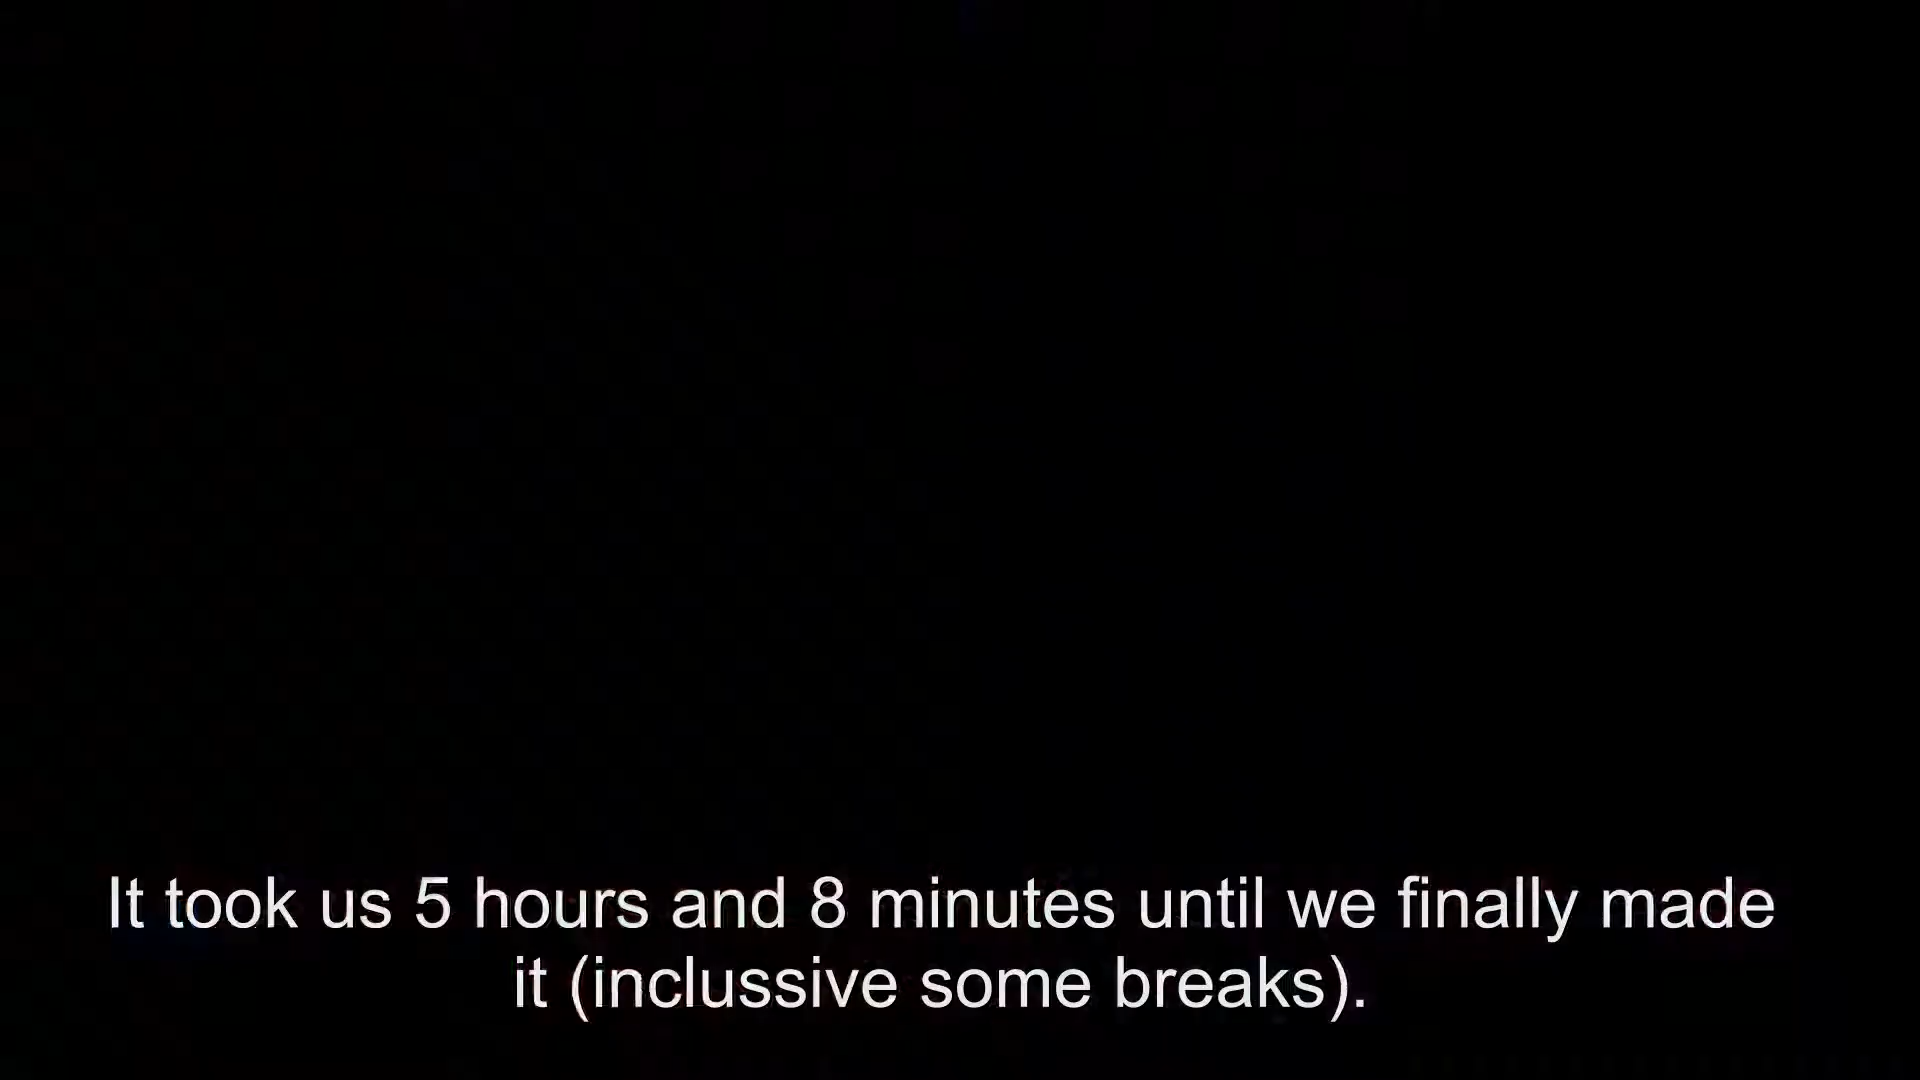 It took us 5 hours and 8 minutes until we finally made
it (inclussive some breaks).